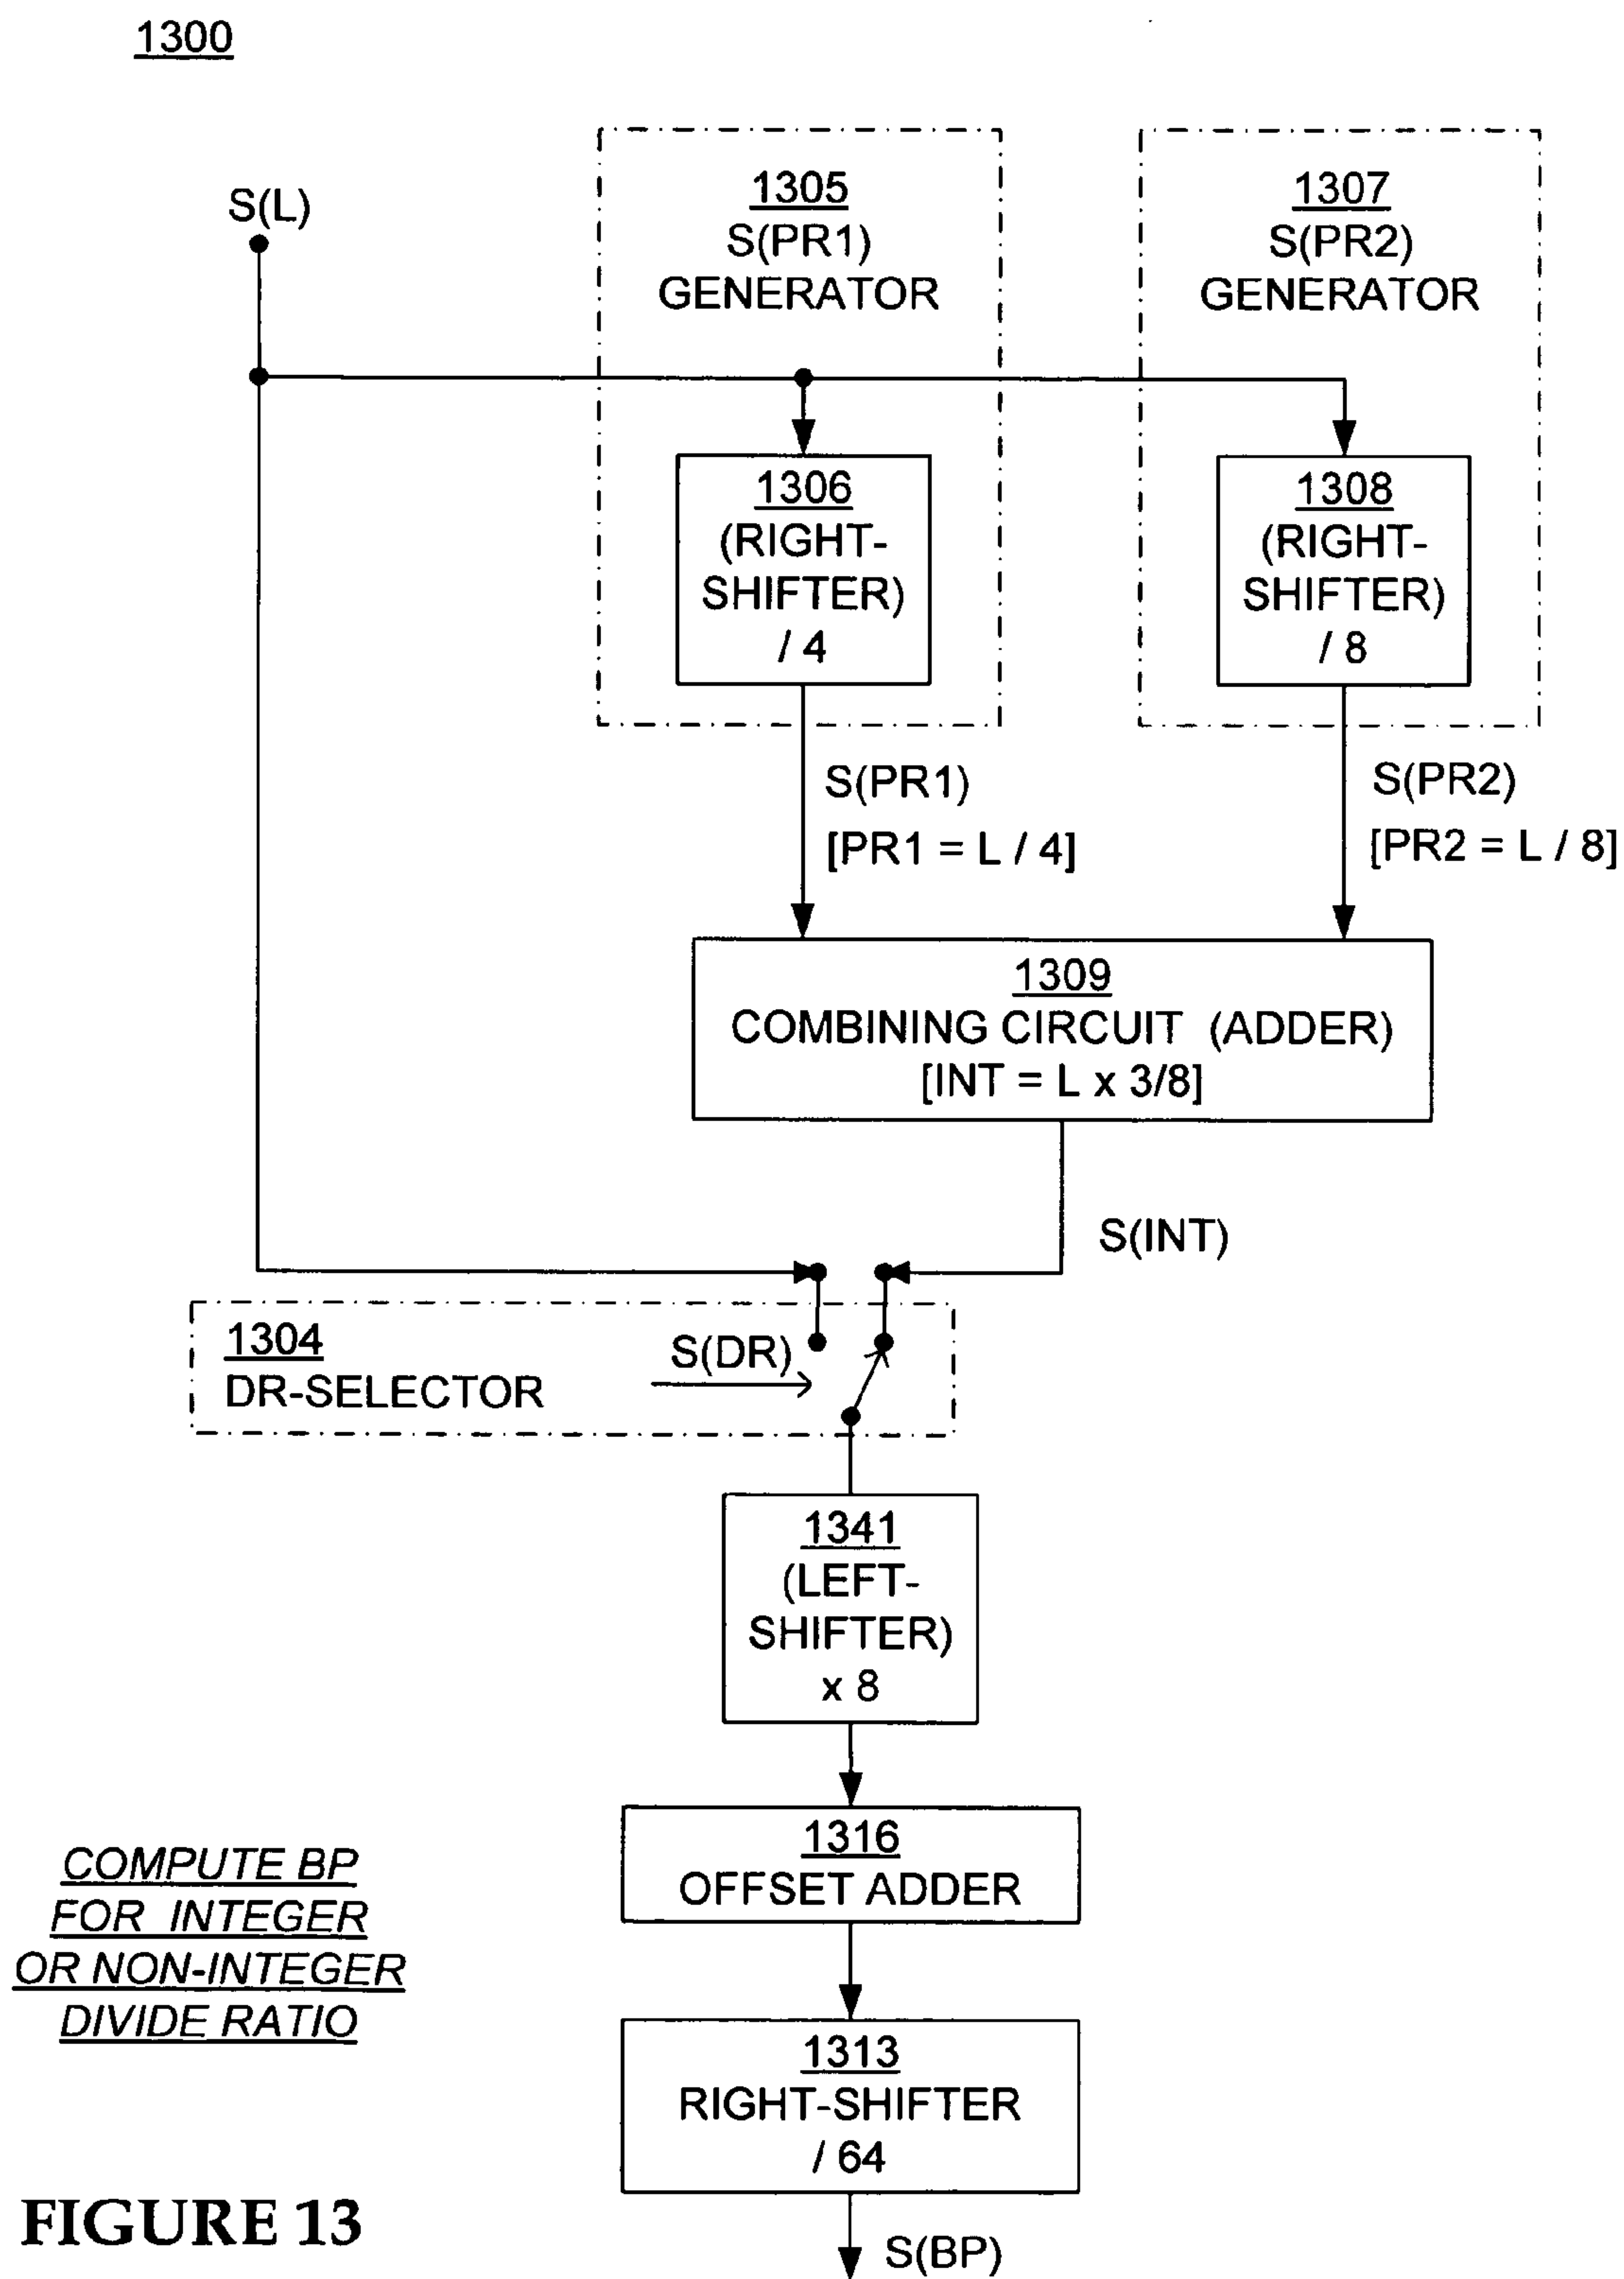 1300
S(L)
1305
S(PR1)
GENERATOR
1307
S(PR2)
GENERATOR
1306
(RIGHT-
SHIFTER)
/ 4
1308
(RIGHT-
SHIFTER)
/ 8
S(PR1)
[PR1 = L / 4]
S(PR2)
[PR2 = L / 8]
1309
COMBINING CIRCUIT (ADDER)
[INT = L x 3/8]
S(INT)
1304
DR-SELECTOR
S(DR)
1341
(LEFT-
SHIFTER)
x 8
1316
OFFSET ADDER
COMPUTE BP
FOR INTEGER
OR NON-INTEGER
DIVIDE RATIO
1313
RIGHT-SHIFTER
/ 64
FIGURE 13
S(BP)